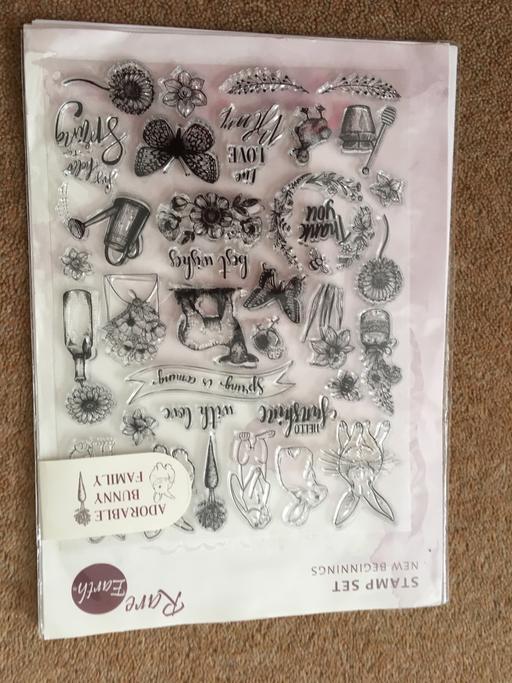 Rare
Earth
STAMP SET
NEW BEGINNINGS
ADORABLE
BUNNY
FAMILY
HELLO
sunshine
with love
Spring is coming
best wishes
Thank
you
LOVE
Hello
Spring